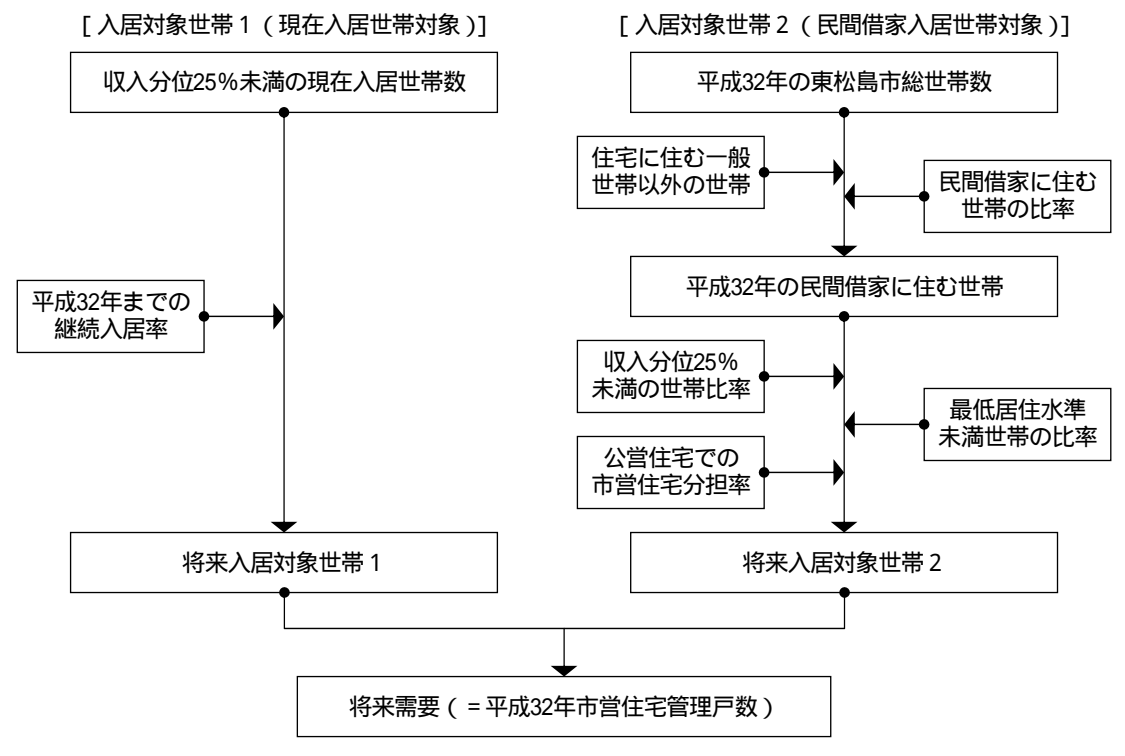 [ 入居対象世帯１（現在入居世帯対象）]
収入分位25%未満の現在入居世帯数
平成32年までの
継続入居率
将来入居対象世帯１
[ 入居対象世帯２（民間借家入居世帯対象）]
平成32年の東松島市総世帯数
住宅に住む一般
世帯以外の世帯
民間借家に住む
世帯の比率
平成32年の民間借家に住む世帯
収入分位25%
未満の世帯比率
最低居住水準
未満世帯の比率
公営住宅での
市営住宅分担率
将来入居対象世帯２
将来需要（＝平成32年市営住宅管理戸数）